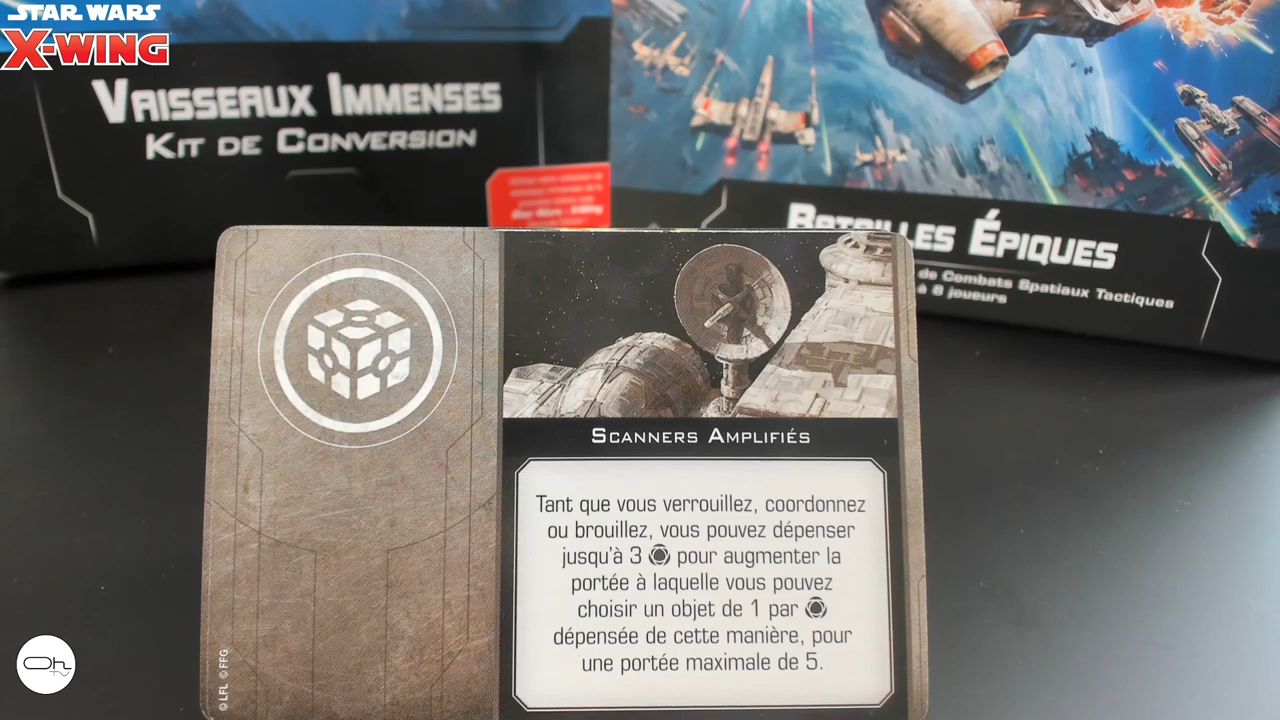 STAR WARS
X-WING
VAISSEAUX IMMENSES
KIT DE CONVERSION
BATAILLES ÉPIQUES
de Combats Spatiaux Tactiques
à 8 joueurs
SCANNERS AMPLIFIÉS
Tant que vous verrouillez, coordonnez
ou brouillez, vous pouvez dépenser
jusqu'à 3 pour augmenter la
portée à laquelle vous pouvez
choisir un objet de 1 par
dépensée de cette manière, pour
une portée maximale de 5.
©LFL ©FFG
Oh
TV